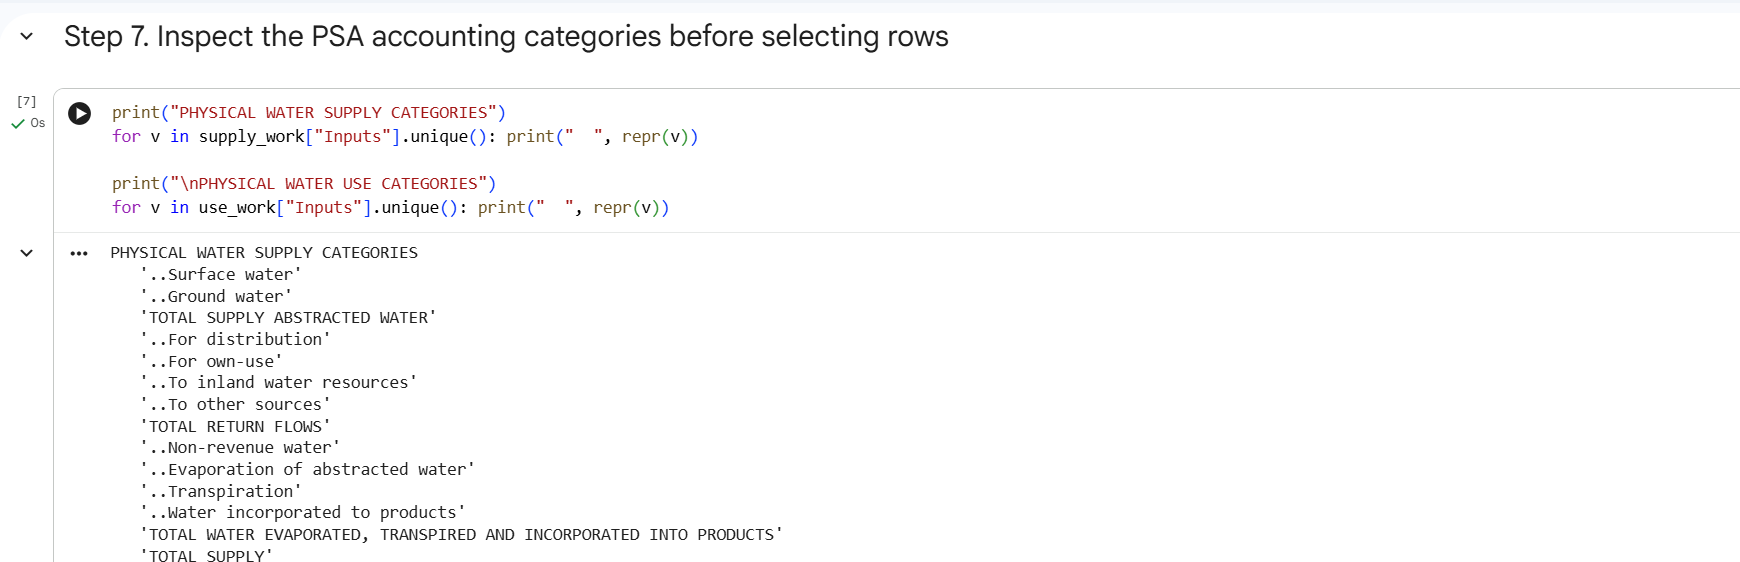 Step 7. Inspect the PSA accounting categories before selecting rows
[7]
0s
print("PHYSICAL WATER SUPPLY CATEGORIES")
for v in supply_work["Inputs"].unique(): print("  ", repr(v))
print("\nPHYSICAL WATER USE CATEGORIES")
for v in use_work["Inputs"].unique(): print("  ", repr(v))
PHYSICAL WATER SUPPLY CATEGORIES
'..Surface water'
'..Ground water'
'TOTAL SUPPLY ABSTRACTED WATER'
'..For distribution'
'..For own-use'
'..To inland water resources'
'..To other sources'
'TOTAL RETURN FLOWS'
'..Non-revenue water'
'..Evaporation of abstracted water'
'..Transpiration'
'..Water incorporated to products'
'TOTAL WATER EVAPORATED, TRANSPIRED AND INCORPORATED INTO PRODUCTS'
'TOTAL SUPPLY'